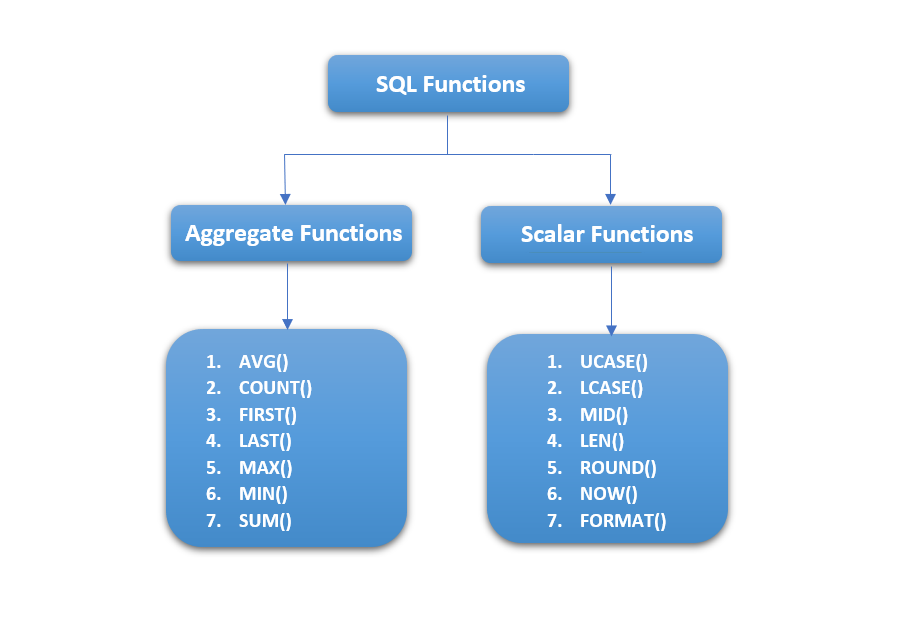 SQL Functions
Aggregate Functions
Scalar Functions
1. AVG()
2. COUNT()
3. FIRST()
4. LAST()
5. MAX()
6. MIN()
7. SUM()
1. UCASE()
2. LCASE()
3. MID()
4. LEN()
5. ROUND()
6. NOW()
7. FORMAT()